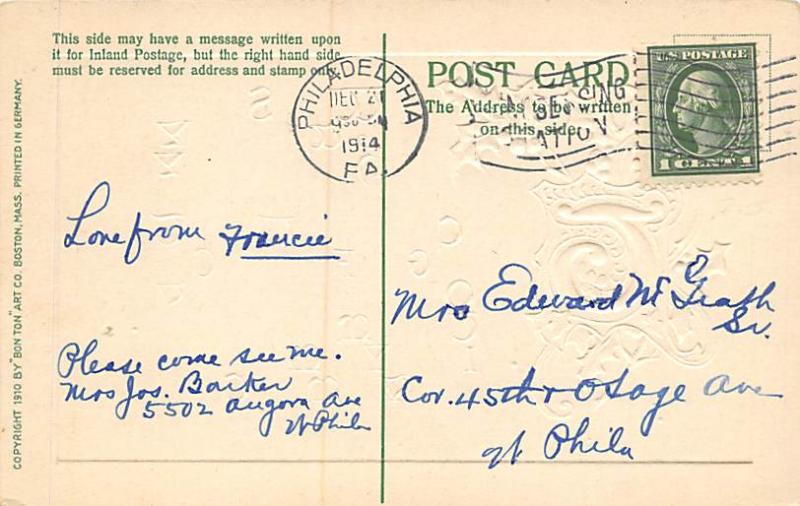 This side may have a message written upon
it for Inland Postage, but the right hand side
must be reserved for address and stamp only.
COPYRIGHT 1910 BY "BON TON" ART CO. BOSTON, MASS. PRINTED IN GERMANY.
PHILADELPHIA
DEC 21
1914
PA.
POST CARD
The Address to be written
on this side.
U.S. POSTAGE
1 CENT 1
Love from Francie
Please come see me.
Mrs Jos. Barker
5502 Angora Ave
W Phila
Mrs Edward McGrath
Sr.
Cor. 45th + Osage Ave
W Phila